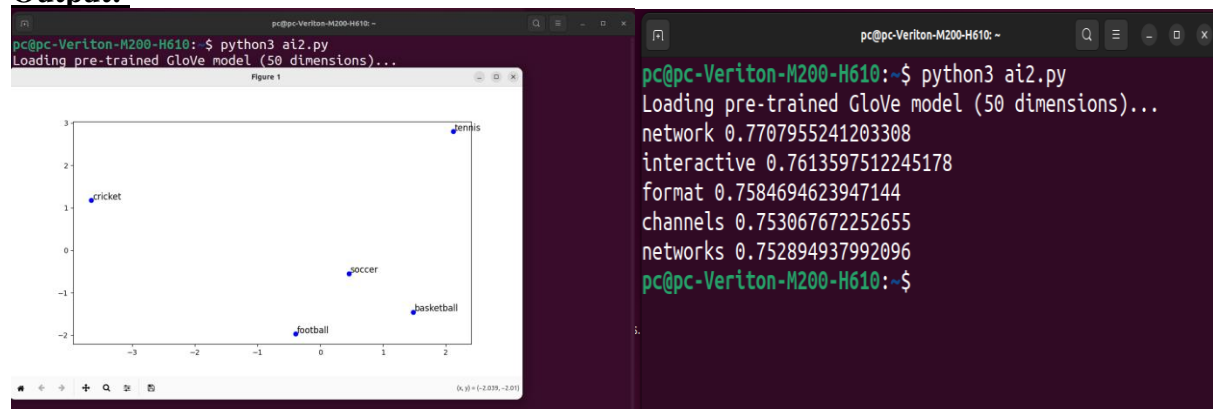 Output:
pc@pc-Veriton-M200-H610: ~
pc@pc-Veriton-M200-H610:~$ python3 ai2.py
Loading pre-trained GloVe model (50 dimensions)...
Figure 1
3
2
1
0
−1
−2
−3
−2
−1
0
1
2
tennis
cricket
soccer
basketball
football
(x, y) = (-2.039, -2.01)
pc@pc-Veriton-M200-H610: ~
pc@pc-Veriton-M200-H610:~$ python3 ai2.py
Loading pre-trained GloVe model (50 dimensions)...
network 0.7707955241203308
interactive 0.7613597512245178
format 0.7584694623947144
channels 0.753067672252655
networks 0.752894937992096
pc@pc-Veriton-M200-H610:~$
s.